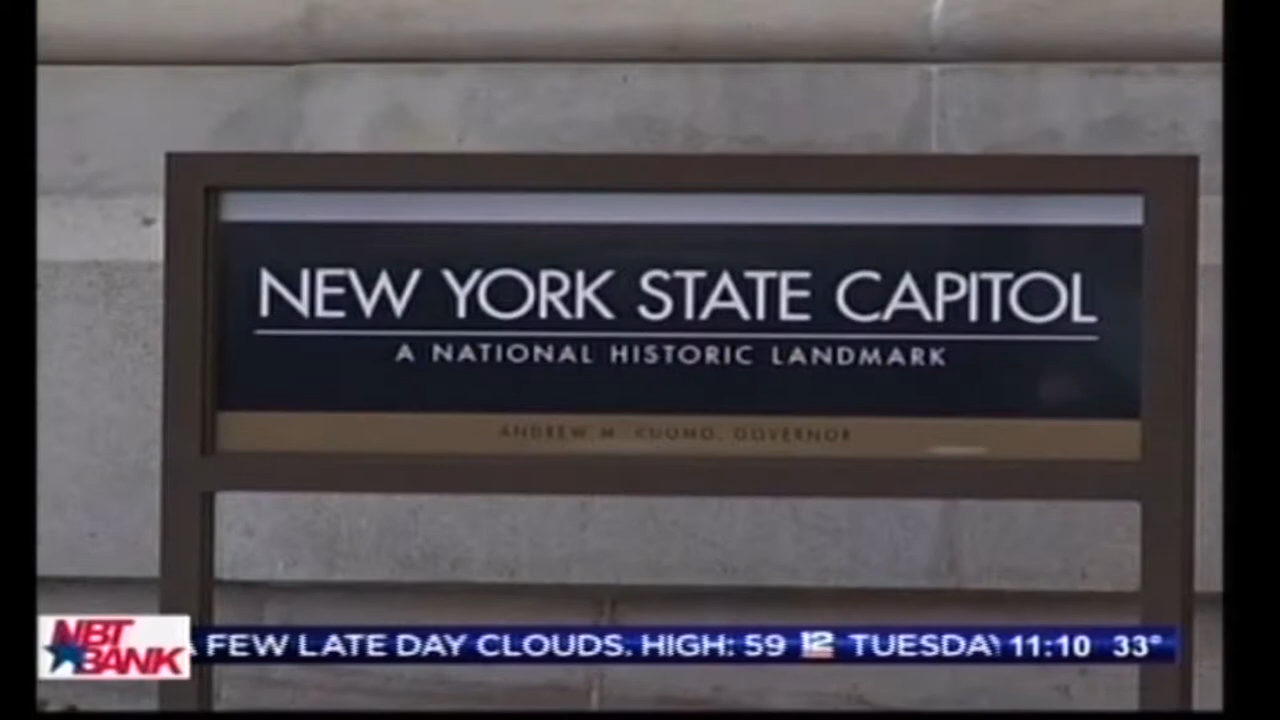 NEW YORK STATE CAPITOL
A NATIONAL HISTORIC LANDMARK
ANDREW M. CUOMO, GOVERNOR
NBT
BANK
A FEW LATE DAY CLOUDS. HIGH: 59 12 TUESDAY 11:10 33°